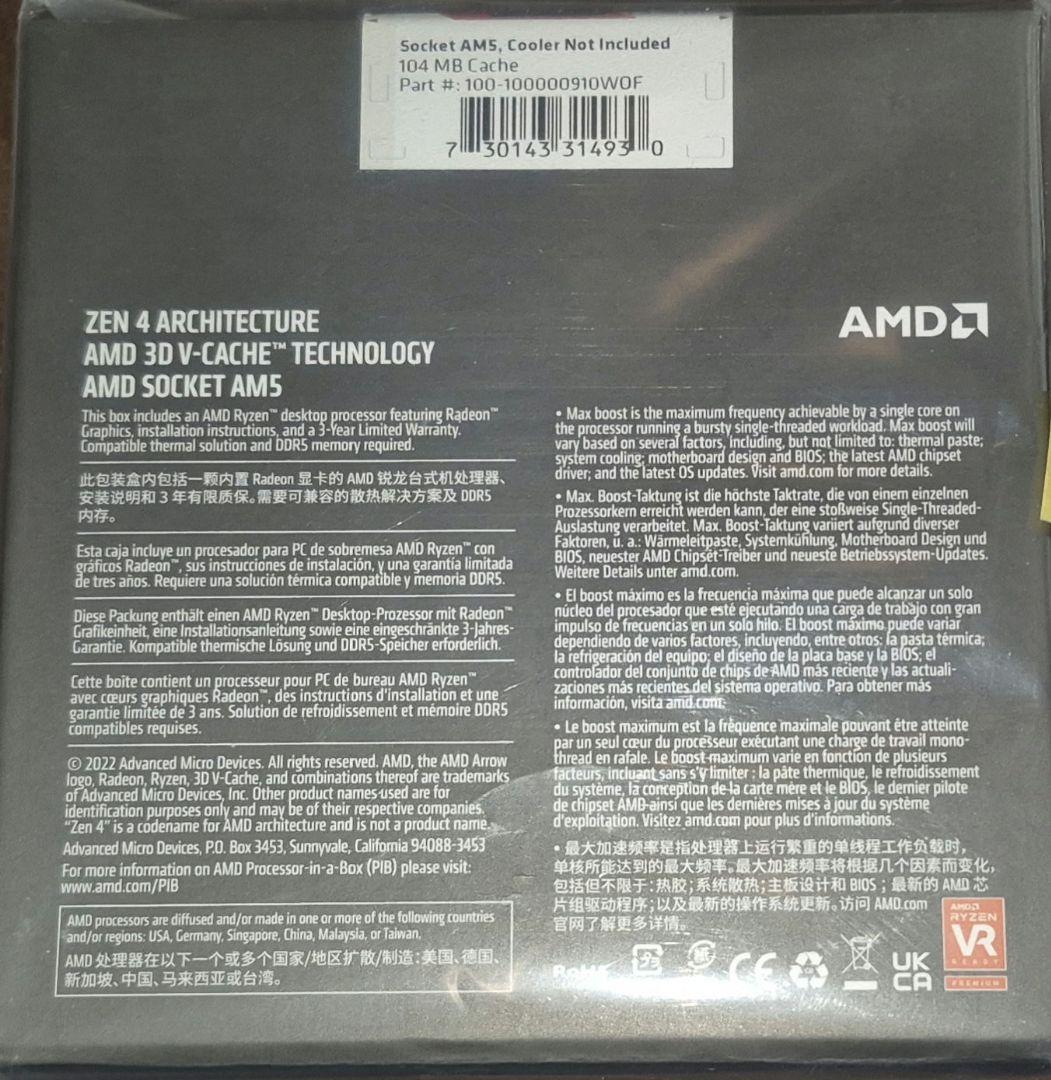 Socket AM5, Cooler Not Included
104 MB Cache
Part #: 100-100000910WOF
7 30143 31493 0
AMD
ZEN 4 ARCHITECTURE
AMD 3D V-CACHE™ TECHNOLOGY
AMD SOCKET AM5
This box includes an AMD Ryzen™ desktop processor featuring Radeon™
Graphics, installation instructions, and a 3-Year Limited Warranty.
Compatible thermal solution and DDR5 memory required.
此包装盒内包括一颗内置 Radeon 显卡的 AMD 锐龙台式机处理器、
安装说明和 3 年有限质保。需要可兼容的散热解决方案及 DDR5
内存。
Esta caja incluye un procesador para PC de sobremesa AMD Ryzen™ con
gráficos Radeon™, sus instrucciones de instalación, y una garantía limitada
de tres años. Requiere una solución térmica compatible y memoria DDR5.
Diese Packung enthält einen AMD Ryzen™ Desktop-Prozessor mit Radeon™
Grafikeinheit, eine Installationsanleitung sowie eine eingeschränkte 3-Jahres-
Garantie. Kompatible thermische Lösung und DDR5-Speicher erforderlich.
Cette boîte contient un processeur pour PC de bureau AMD Ryzen™
avec cœurs graphiques Radeon™, des instructions d'installation et une
garantie limitée de 3 ans. Solution de refroidissement et mémoire DDR5
compatibles requises.
© 2022 Advanced Micro Devices. All rights reserved. AMD, the AMD Arrow
logo, Radeon, Ryzen, 3D V-Cache, and combinations thereof are trademarks
of Advanced Micro Devices, Inc. Other product names used are for
identification purposes only and may be of their respective companies.
"Zen 4" is a codename for AMD architecture and is not a product name.
Advanced Micro Devices, P.O. Box 3453, Sunnyvale, California 94088-3453
For more information on AMD Processor-in-a-Box (PIB) please visit:
www.amd.com/PIB
AMD processors are diffused and/or made in one or more of the following countries
and/or regions: USA, Germany, Singapore, China, Malaysia, or Taiwan.
AMD 处理器在以下一个或多个国家/地区扩散/制造：美国、德国、
新加坡、中国、马来西亚或台湾。
• Max boost is the maximum frequency achievable by a single core on
the processor running a bursty single-threaded workload. Max boost will
vary based on several factors, including, but not limited to: thermal paste;
system cooling; motherboard design and BIOS; the latest AMD chipset
driver; and the latest OS updates. Visit amd.com for more details.
• Max. Boost-Taktung ist die höchste Taktrate, die von einem einzelnen
Prozessorkern erreicht werden kann, der eine stoßweise Single-Threaded-
Auslastung verarbeitet. Max. Boost-Taktung variiert aufgrund diverser
Faktoren, u. a.: Wärmeleitpaste, Systemkühlung, Motherboard Design und
BIOS, neuester AMD Chipset-Treiber und neueste Betriebssystem-Updates.
Weitere Details unter amd.com.
• El boost máximo es la frecuencia máxima que puede alcanzar un solo
núcleo del procesador que esté ejecutando una carga de trabajo con gran
impulso de frecuencias en un solo hilo. El boost máximo puede variar
dependiendo de varios factores, incluyendo, entre otros: la pasta térmica;
la refrigeración del equipo; el diseño de la placa base y la BIOS; el
controlador del conjunto de chips de AMD más reciente y las actuali-
zaciones más recientes del sistema operativo. Para obtener más
información, visita amd.com.
• Le boost maximum est la fréquence maximale pouvant être atteinte
par un seul cœur du processeur exécutant une charge de travail mono-
thread en rafale. Le boost maximum varie en fonction de plusieurs
facteurs, incluant sans s'y limiter : la pâte thermique, le refroidissement
du système, la conception de la carte mère et le BIOS, le dernier pilote
de chipset AMD ainsi que les dernières mises à jour du système
d'exploitation. Visitez amd.com pour plus d'informations.
• 最大加速频率是指处理器上运行繁重的单线程工作负载时，
单核所能达到的最大频率。最大加速频率将根据几个因素而变化，
包括但不限于：热胶；系统散热；主板设计和 BIOS；最新的 AMD 芯
片组驱动程序；以及最新的操作系统更新。访问 AMD.com
官网了解更多详情。
RoHS
CE
UK
CA
AMD
RYZEN
VR
READY
PREMIUM